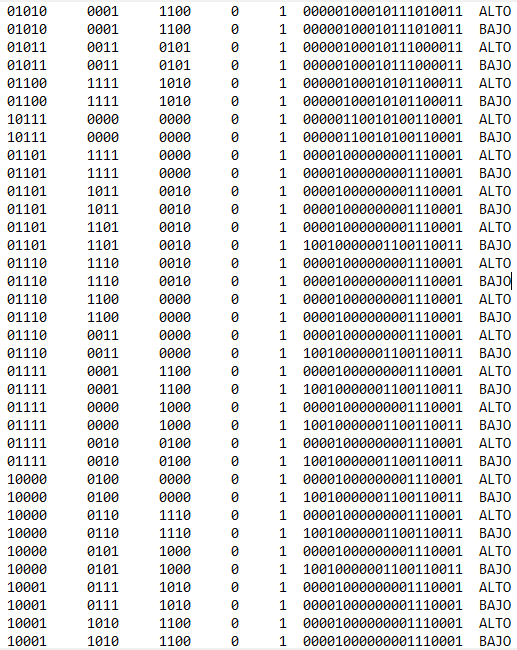 01010 0001 1100 0 1 00000100010111010011 ALTO
01010 0001 1100 0 1 00000100010111010011 BAJO
01011 0011 0101 0 1 00000100010111000011 ALTO
01011 0011 0101 0 1 00000100010111000011 BAJO
01100 1111 1010 0 1 00000100010101100011 ALTO
01100 1111 1010 0 1 00000100010101100011 BAJO
10111 0000 0000 0 1 00000110010100110001 ALTO
10111 0000 0000 0 1 00000110010100110001 BAJO
01101 1111 0000 0 1 00001000000001110001 ALTO
01101 1111 0000 0 1 00001000000001110001 BAJO
01101 1011 0010 0 1 00001000000001110001 ALTO
01101 1011 0010 0 1 00001000000001110001 BAJO
01101 1101 0010 0 1 00001000000001110001 ALTO
01101 1101 0010 0 1 10010000001100110011 BAJO
01110 1110 0010 0 1 00001000000001110001 ALTO
01110 1110 0010 0 1 00001000000001110001 BAJO
01110 1100 0000 0 1 00001000000001110001 ALTO
01110 1100 0000 0 1 00001000000001110001 BAJO
01110 0011 0000 0 1 00001000000001110001 ALTO
01110 0011 0000 0 1 10010000001100110011 BAJO
01111 0001 1100 0 1 00001000000001110001 ALTO
01111 0001 1100 0 1 10010000001100110011 BAJO
01111 0000 1000 0 1 00001000000001110001 ALTO
01111 0000 1000 0 1 10010000001100110011 BAJO
01111 0010 0100 0 1 00001000000001110001 ALTO
01111 0010 0100 0 1 10010000001100110011 BAJO
10000 0100 0000 0 1 00001000000001110001 ALTO
10000 0100 0000 0 1 10010000001100110011 BAJO
10000 0110 1110 0 1 00001000000001110001 ALTO
10000 0110 1110 0 1 10010000001100110011 BAJO
10000 0101 1000 0 1 00001000000001110001 ALTO
10000 0101 1000 0 1 10010000001100110011 BAJO
10001 0111 1010 0 1 00001000000001110001 ALTO
10001 0111 1010 0 1 00001000000001110001 BAJO
10001 1010 1100 0 1 00001000000001110001 ALTO
10001 1010 1100 0 1 00001000000001110001 BAJO